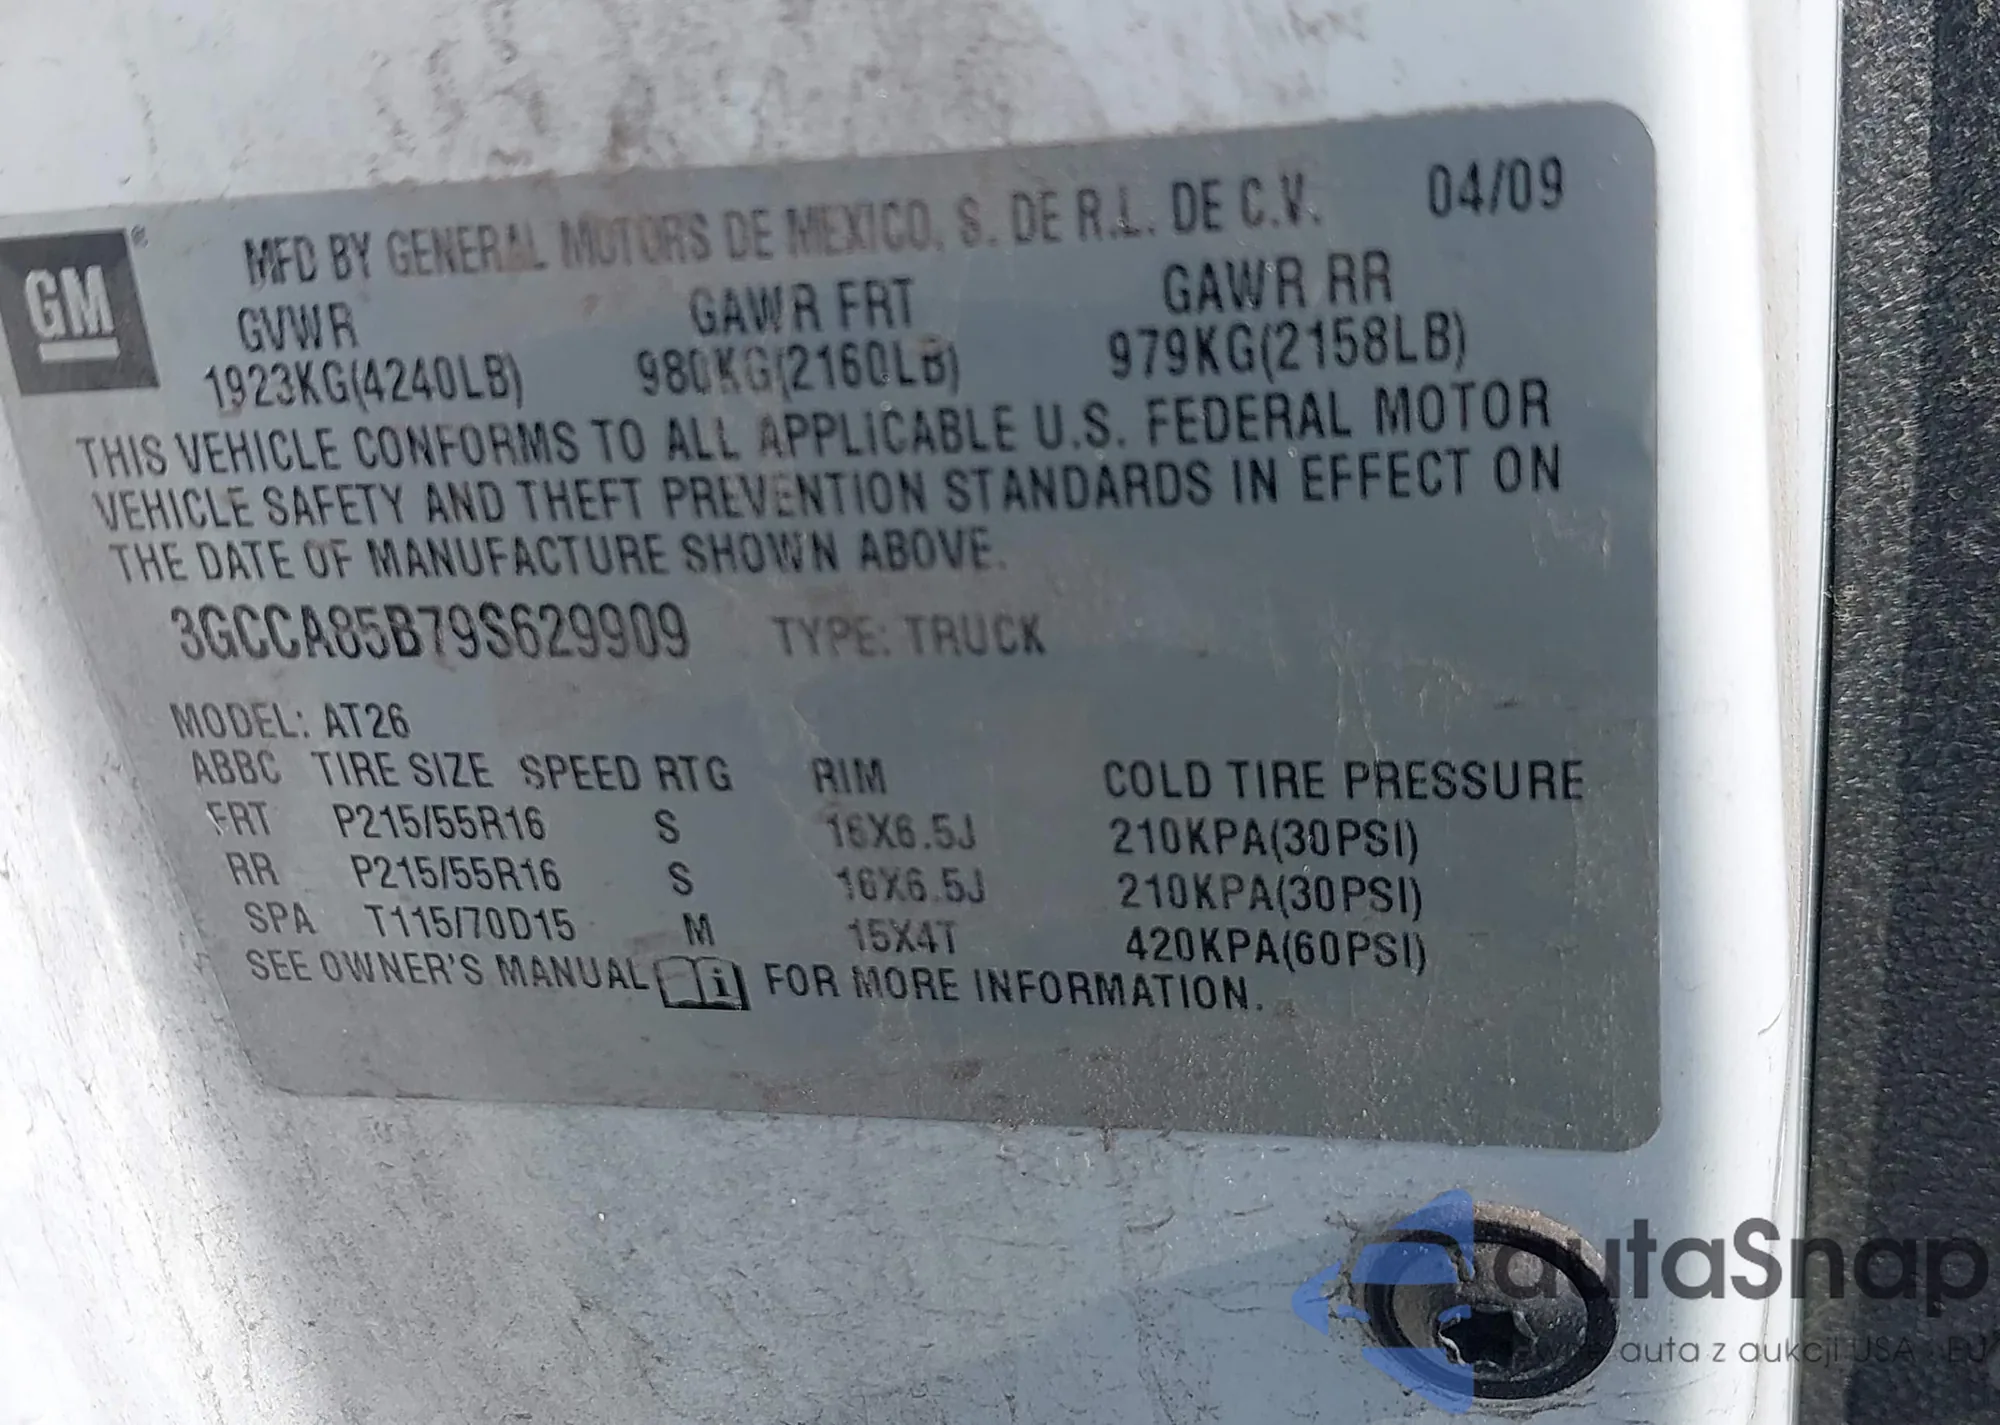 GM ®
MFD BY GENERAL MOTORS DE MEXICO, S. DE R.L. DE C.V. 04/09
GVWR GAWR FRT GAWR RR
1923KG(4240LB) 980KG(2160LB) 979KG(2158LB)
THIS VEHICLE CONFORMS TO ALL APPLICABLE U.S. FEDERAL MOTOR
VEHICLE SAFETY AND THEFT PREVENTION STANDARDS IN EFFECT ON
THE DATE OF MANUFACTURE SHOWN ABOVE.
3GCCA85B79S629909 TYPE: TRUCK
MODEL: AT26
ABBC TIRE SIZE SPEED RTG RIM COLD TIRE PRESSURE
FRT P215/55R16 S 16X6.5J 210KPA(30PSI)
RR P215/55R16 S 16X6.5J 210KPA(30PSI)
SPA T115/70D15 M 15X4T 420KPA(60PSI)
SEE OWNER'S MANUAL i FOR MORE INFORMATION.
autaSnap
auta z aukcji USA EU